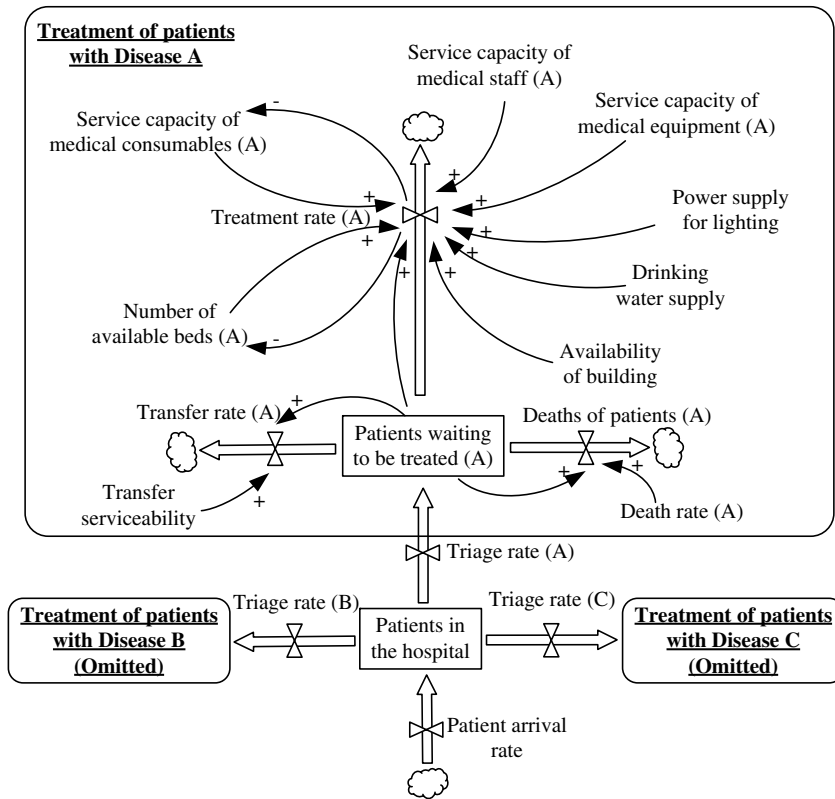 Treatment of patients
with Disease A
Service capacity of
medical staff (A)
-
Service capacity of
medical consumables (A)
Service capacity of
medical equipment (A)
+
+
+
Treatment rate (A)
Power supply
for lighting
+
+
+
+
+
Drinking
water supply
Number of
available beds (A)
-
Availability
of building
Transfer rate (A)
+
Deaths of patients (A)
Patients waiting
to be treated (A)
+
+
Transfer
serviceability
+
Death rate (A)
Triage rate (A)
Treatment of patients
with Disease B
(Omitted)
Triage rate (B)
Patients in
the hospital
Triage rate (C)
Treatment of patients
with Disease C
(Omitted)
Patient arrival
rate